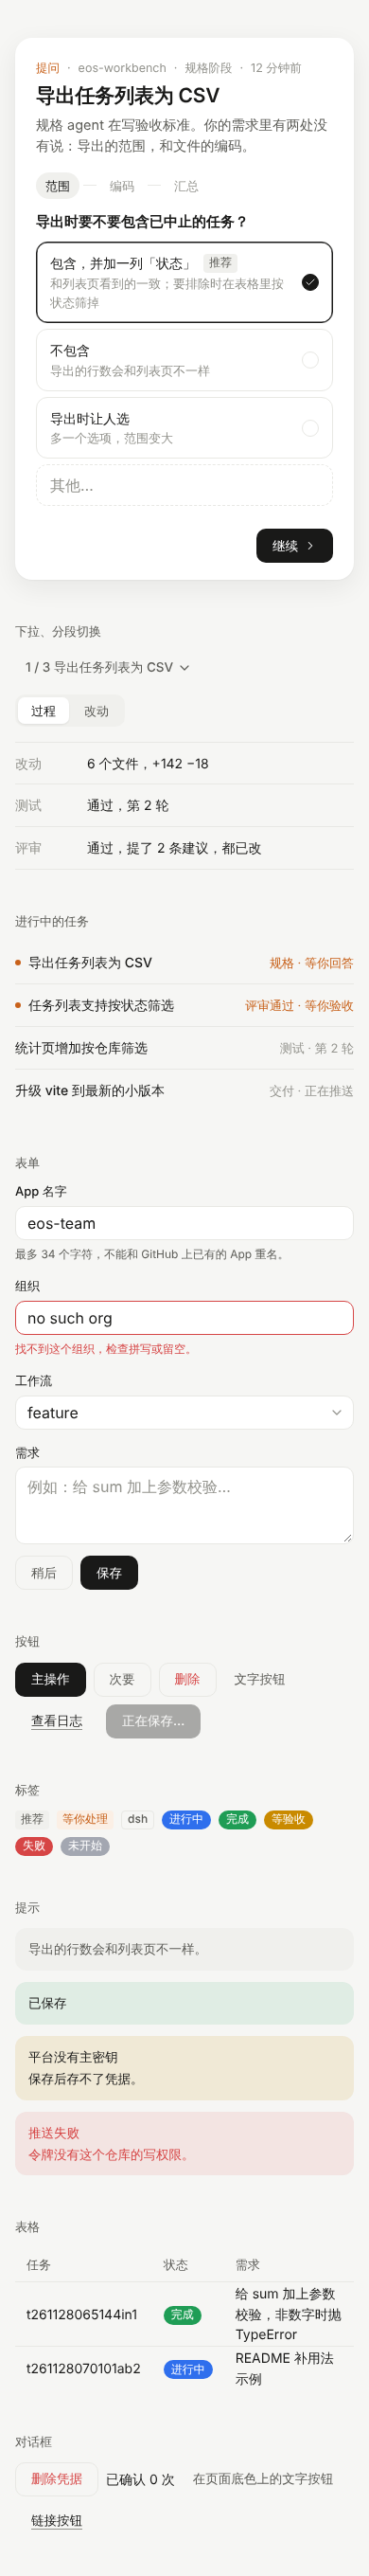 提问 · eos-workbench · 规格阶段 · 12 分钟前
导出任务列表为 CSV
规格 agent 在写验收标准。你的需求里有两处没
有说：导出的范围，和文件的编码。
范围 编码 汇总
导出时要不要包含已中止的任务？
包含，并加一列「状态」 推荐
和列表页看到的一致；要排除时在表格里按
状态筛掉
不包含
导出的行数会和列表页不一样
导出时让人选
多一个选项，范围变大
其他...
继续
下拉、分段切换
1 / 3 导出任务列表为 CSV
过程 改动
改动 6 个文件，+142 −18
测试 通过，第 2 轮
评审 通过，提了 2 条建议，都已改
进行中的任务
导出任务列表为 CSV 规格 · 等你回答
任务列表支持按状态筛选 评审通过 · 等你验收
统计页增加按仓库筛选 测试 · 第 2 轮
升级 vite 到最新的小版本 交付 · 正在推送
表单
App 名字
eos-team
最多 34 个字符，不能和 GitHub 上已有的 App 重名。
组织
no such org
找不到这个组织，检查拼写或留空。
工作流
feature
需求
例如：给 sum 加上参数校验...
稍后 保存
按钮
主操作 次要 删除 文字按钮
查看日志 正在保存...
标签
推荐 等你处理 dsh 进行中 完成 等验收
失败 未开始
提示
导出的行数会和列表页不一样。
已保存
平台没有主密钥
保存后存不了凭据。
推送失败
令牌没有这个仓库的写权限。
表格
任务 状态 需求
t261128065144in1 完成 给 sum 加上参数
校验，非数字时抛
TypeError
t261128070101ab2 进行中 README 补用法
示例
对话框
删除凭据 已确认 0 次 在页面底色上的文字按钮
链接按钮